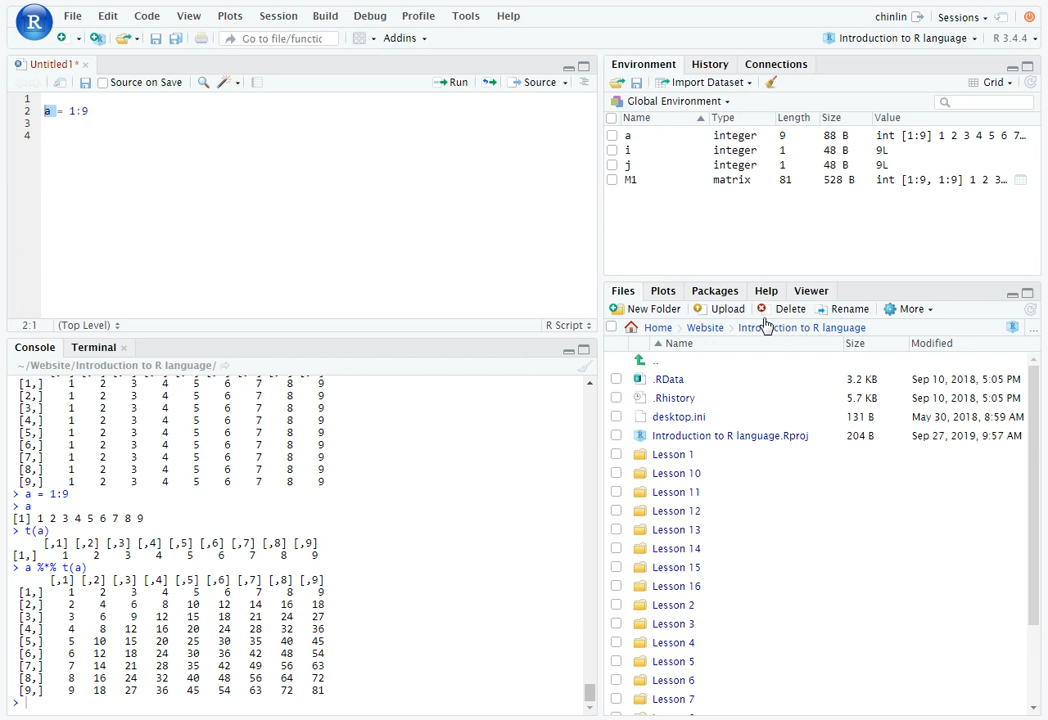 R File Edit Code View Plots Session Build Debug Profile Tools Help chinlin Sessions
Go to file/functic Addins Introduction to R language R 3.4.4
Untitled1*
Source on Save Run Source
1
2 a = 1:9
3
4
2:1 (Top Level) R Script
Console Terminal
~/Website/Introduction to R language/
[1,] 1 2 3 4 5 6 7 8 9
[2,] 1 2 3 4 5 6 7 8 9
[3,] 1 2 3 4 5 6 7 8 9
[4,] 1 2 3 4 5 6 7 8 9
[5,] 1 2 3 4 5 6 7 8 9
[6,] 1 2 3 4 5 6 7 8 9
[7,] 1 2 3 4 5 6 7 8 9
[8,] 1 2 3 4 5 6 7 8 9
[9,] 1 2 3 4 5 6 7 8 9
> a = 1:9
> a
[1] 1 2 3 4 5 6 7 8 9
> t(a)
[,1] [,2] [,3] [,4] [,5] [,6] [,7] [,8] [,9]
[1,] 1 2 3 4 5 6 7 8 9
> a %*% t(a)
[,1] [,2] [,3] [,4] [,5] [,6] [,7] [,8] [,9]
[1,] 1 2 3 4 5 6 7 8 9
[2,] 2 4 6 8 10 12 14 16 18
[3,] 3 6 9 12 15 18 21 24 27
[4,] 4 8 12 16 20 24 28 32 36
[5,] 5 10 15 20 25 30 35 40 45
[6,] 6 12 18 24 30 36 42 48 54
[7,] 7 14 21 28 35 42 49 56 63
[8,] 8 16 24 32 40 48 56 64 72
[9,] 9 18 27 36 45 54 63 72 81
>
Environment History Connections
Import Dataset Grid
Global Environment
Name Type Length Size Value
a integer 9 88 B int [1:9] 1 2 3 4 5 6 7…
i integer 1 48 B 9L
j integer 1 48 B 9L
M1 matrix 81 528 B int [1:9, 1:9] 1 2 3…
Files Plots Packages Help Viewer
New Folder Upload Delete Rename More
Home Website Introduction to R language ...
Name Size Modified
..
.RData 3.2 KB Sep 10, 2018, 5:05 PM
.Rhistory 5.7 KB Sep 10, 2018, 5:05 PM
desktop.ini 131 B May 30, 2018, 8:59 AM
Introduction to R language.Rproj 204 B Sep 27, 2019, 9:57 AM
Lesson 1
Lesson 10
Lesson 11
Lesson 12
Lesson 13
Lesson 14
Lesson 15
Lesson 16
Lesson 2
Lesson 3
Lesson 4
Lesson 5
Lesson 6
Lesson 7